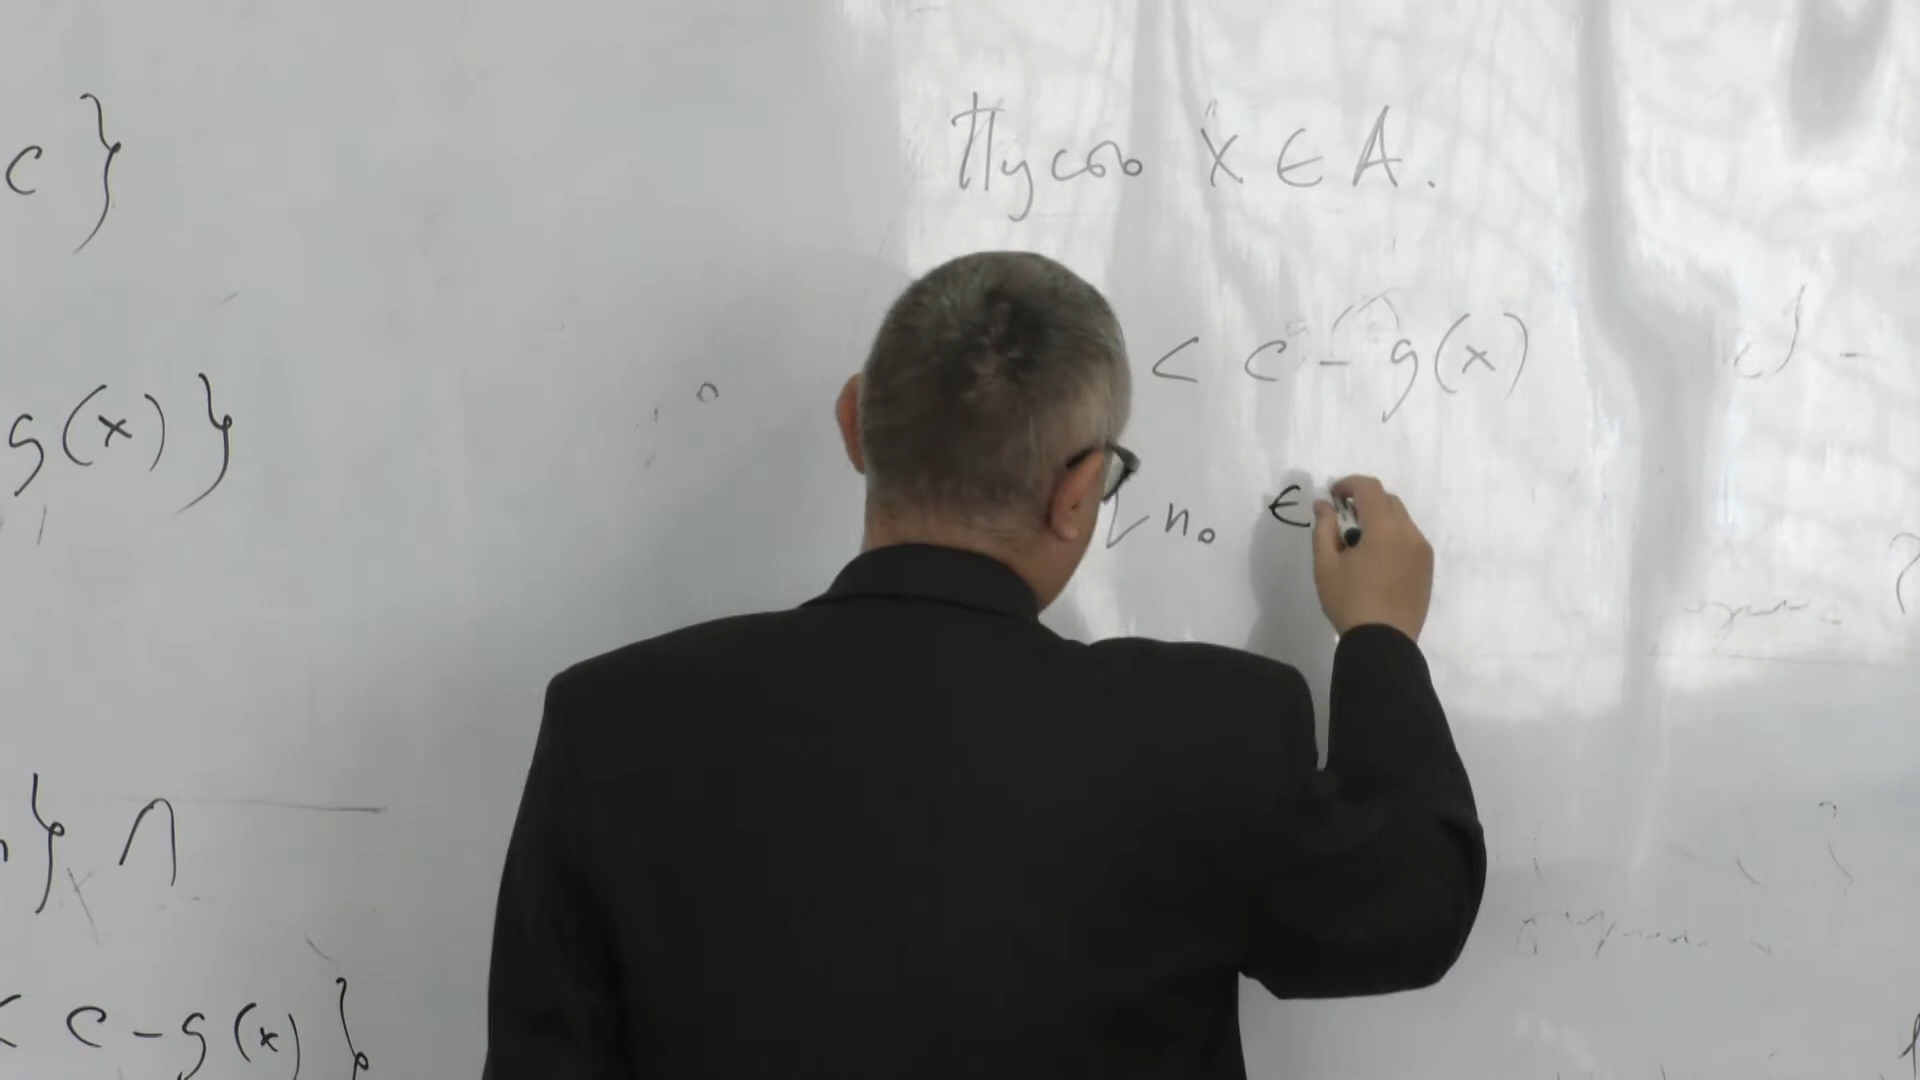 c }
g(x) }
} ∩
< c - g(x) }
Пусть x ∈ A.
< c - g(x)
r n₀ ∈